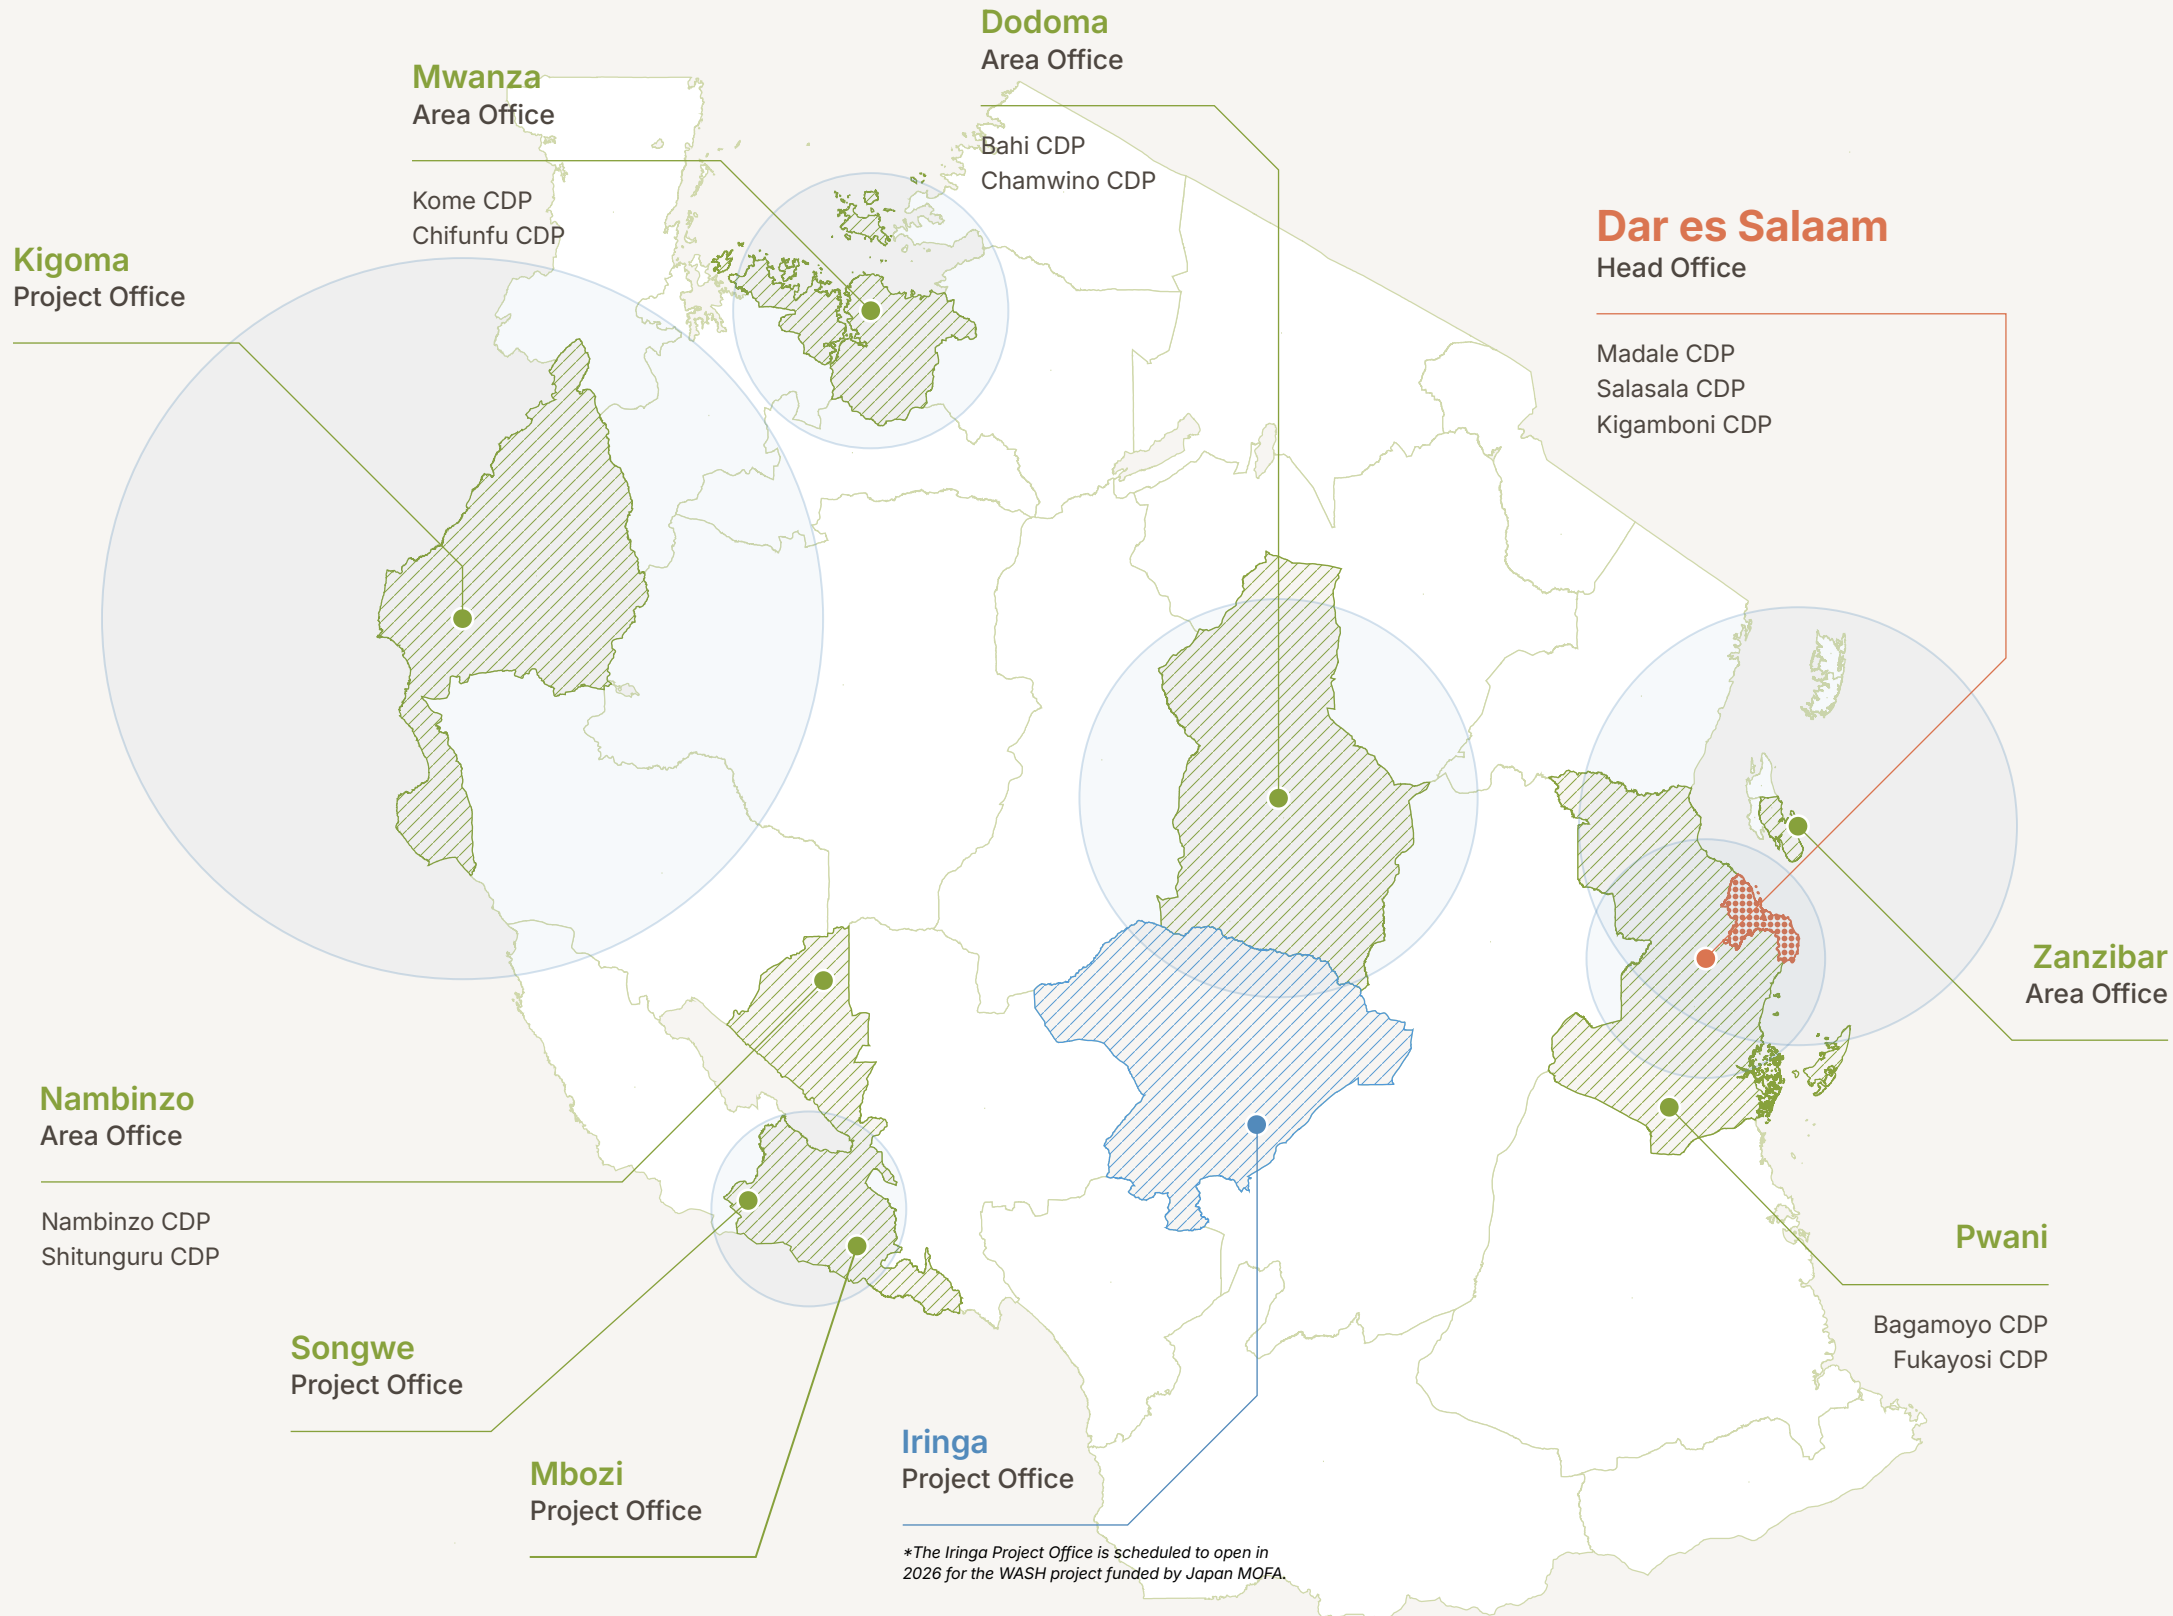 Dodoma
Area Office
Bahi CDP
Chamwino CDP
Mwanza
Area Office
Kome CDP
Chifunfu CDP
Dar es Salaam
Head Office
Madale CDP
Salasala CDP
Kigamboni CDP
Kigoma
Project Office
Zanzibar
Area Office
Nambinzo
Area Office
Nambinzo CDP
Shitunguru CDP
Pwani
Bagamoyo CDP
Fukayosi CDP
Songwe
Project Office
Iringa
Project Office
*The Iringa Project Office is scheduled to open in
2026 for the WASH project funded by Japan MOFA.
Mbozi
Project Office